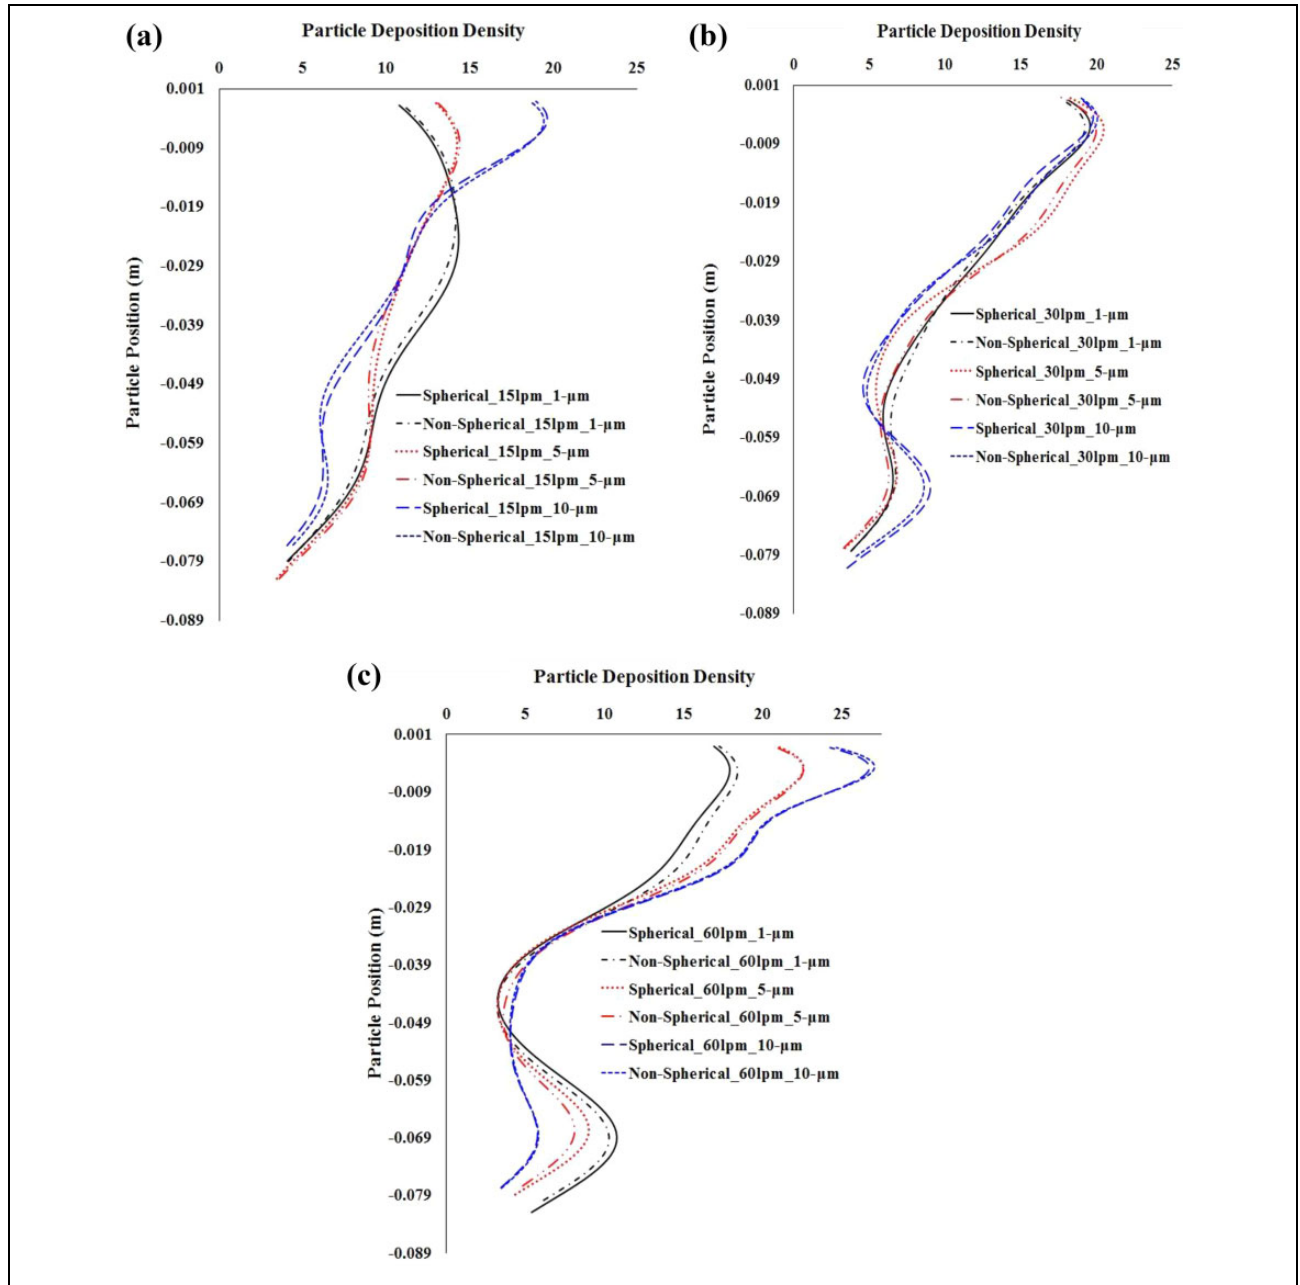 (a)
Particle Deposition Density
0 5 10 15 20 25
0.001
-0.009
-0.019
-0.029
-0.039
-0.049
-0.059
-0.069
-0.079
-0.089
Particle Position (m)
Spherical_15lpm_1-µm
Non-Spherical_15lpm_1-µm
Spherical_15lpm_5-µm
Non-Spherical_15lpm_5-µm
Spherical_15lpm_10-µm
Non-Spherical_15lpm_10-µm
(b)
Particle Deposition Density
0 5 10 15 20 25
0.001
-0.009
-0.019
-0.029
-0.039
-0.049
-0.059
-0.069
-0.079
-0.089
Particle Position (m)
Spherical_30lpm_1-µm
Non-Spherical_30lpm_1-µm
Spherical_30lpm_5-µm
Non-Spherical_30lpm_5-µm
Spherical_30lpm_10-µm
Non-Spherical_30lpm_10-µm
(c)
Particle Deposition Density
0 5 10 15 20 25
0.001
-0.009
-0.019
-0.029
-0.039
-0.049
-0.059
-0.069
-0.079
-0.089
Particle Position (m)
Spherical_60lpm_1-µm
Non-Spherical_60lpm_1-µm
Spherical_60lpm_5-µm
Non-Spherical_60lpm_5-µm
Spherical_60lpm_10-µm
Non-Spherical_60lpm_10-µm